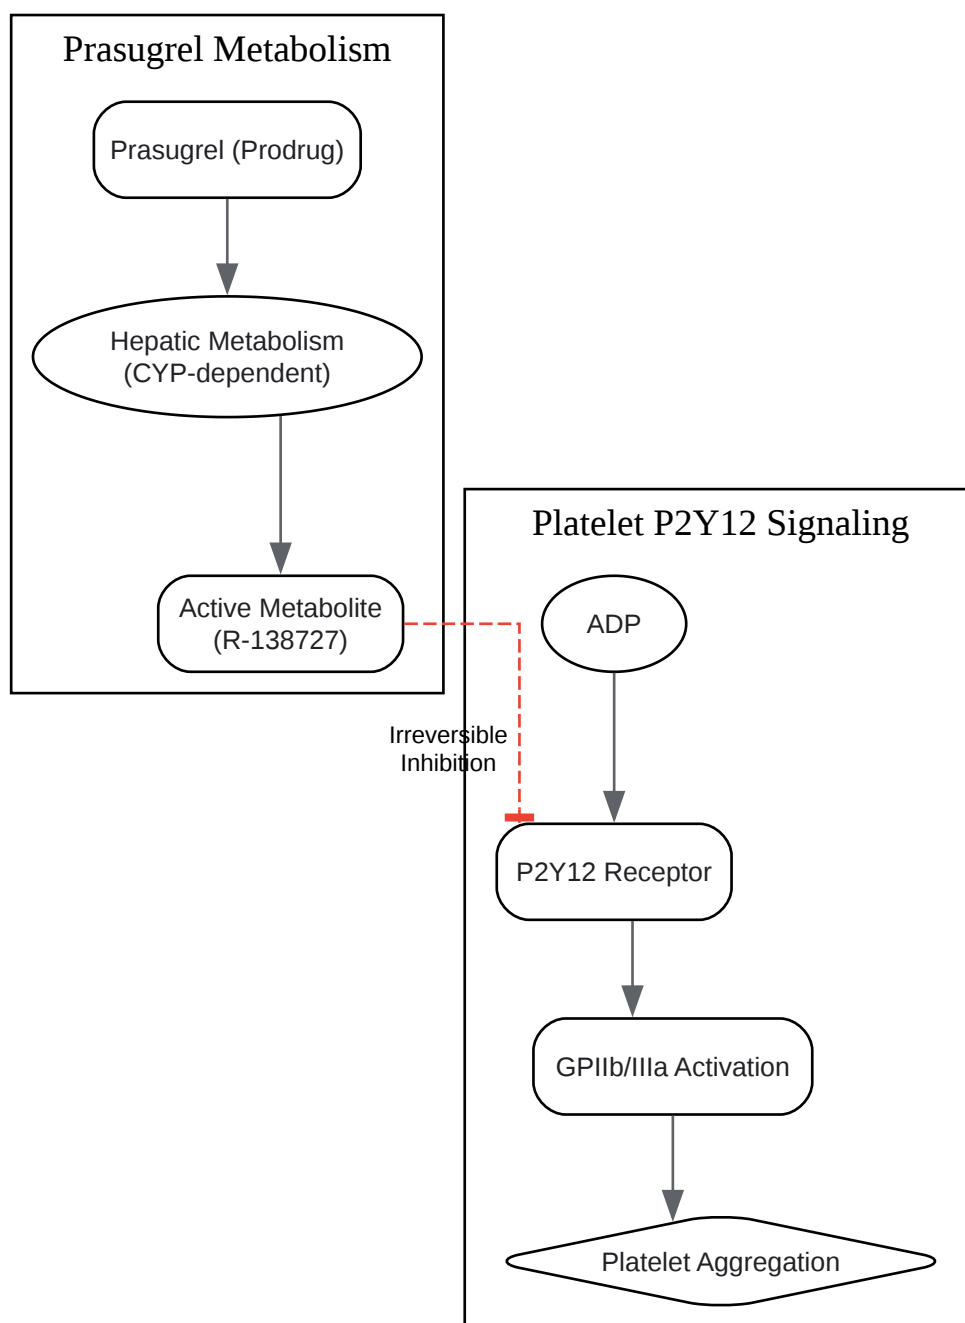 Prasugrel Metabolism
Prasugrel (Prodrug)
Hepatic Metabolism
(CYP-dependent)
Active Metabolite
(R-138727)
Irreversible
Inhibition
Platelet P2Y12 Signaling
ADP
P2Y12 Receptor
GPIIb/IIIa Activation
Platelet Aggregation